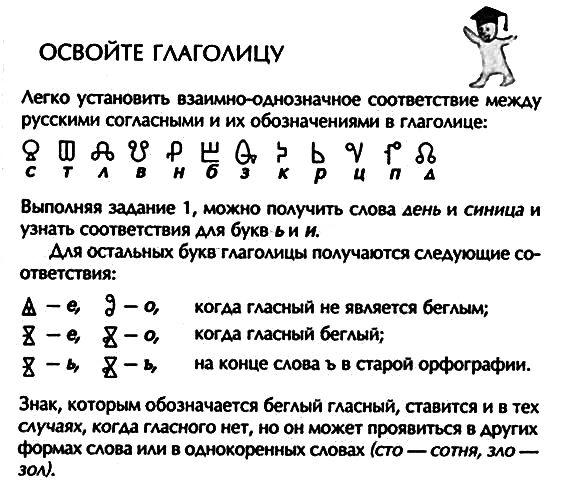 ОСВОЙТЕ ГЛАГОЛИЦУ
Легко установить взаимно-однозначное соответствие между
русскими согласными и их обозначениями в глаголице:
Ⱄ Ⱅ Ⰾ Ⰲ Ⱀ Ⰱ Ⰸ Ⰽ Ⱃ Ⱌ Ⱂ Ⰴ
с т л в н б з к р ц п д
Выполняя задание 1, можно получить слова день и синица и
узнать соответствия для букв ь и и.
Для остальных букв глаголицы получаются следующие со-
ответствия:
– е, – о, когда гласный не является беглым;
– е, – о, когда гласный беглый;
– ь, – ь, на конце слова ъ в старой орфографии.
Знак, которым обозначается беглый гласный, ставится и в тех
случаях, когда гласного нет, но он может проявиться в других
формах слова или в однокоренных словах (сто — сотня, зло —
зол).